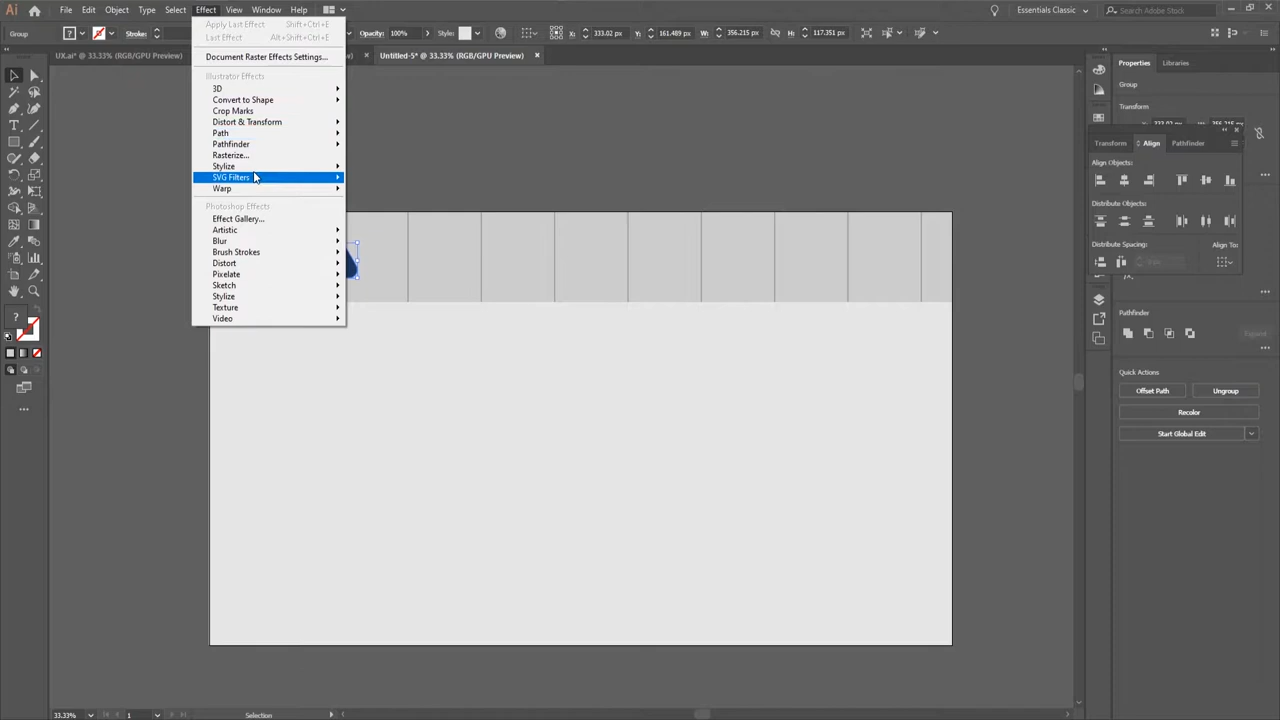 Ai File Edit Object Type Select Effect View Window Help Essentials Classic Search Adobe Stock
Group Stroke: Opacity: 100% Style: X: 333.02 px Y: 161.489 px W: 356.215 px H: 117.351 px
UX.ai* @ 33.33% (RGB/GPU Preview) Untitled-5* @ 33.33% (RGB/GPU Preview)
Apply Last Effect Shift+Ctrl+E
Last Effect Alt+Shift+Ctrl+E
Document Raster Effects Settings...
Illustrator Effects
3D
Convert to Shape
Crop Marks
Distort & Transform
Path
Pathfinder
Rasterize...
Stylize
SVG Filters
Warp
Photoshop Effects
Effect Gallery...
Artistic
Blur
Brush Strokes
Distort
Pixelate
Sketch
Stylize
Texture
Video
Properties Libraries
Group
Transform
Transform Align Pathfinder
Align Objects:
Distribute Objects:
Distribute Spacing: Align To:
Pathfinder
Expand
Quick Actions
Offset Path Ungroup
Recolor
Start Global Edit
33.33% 1 Selection